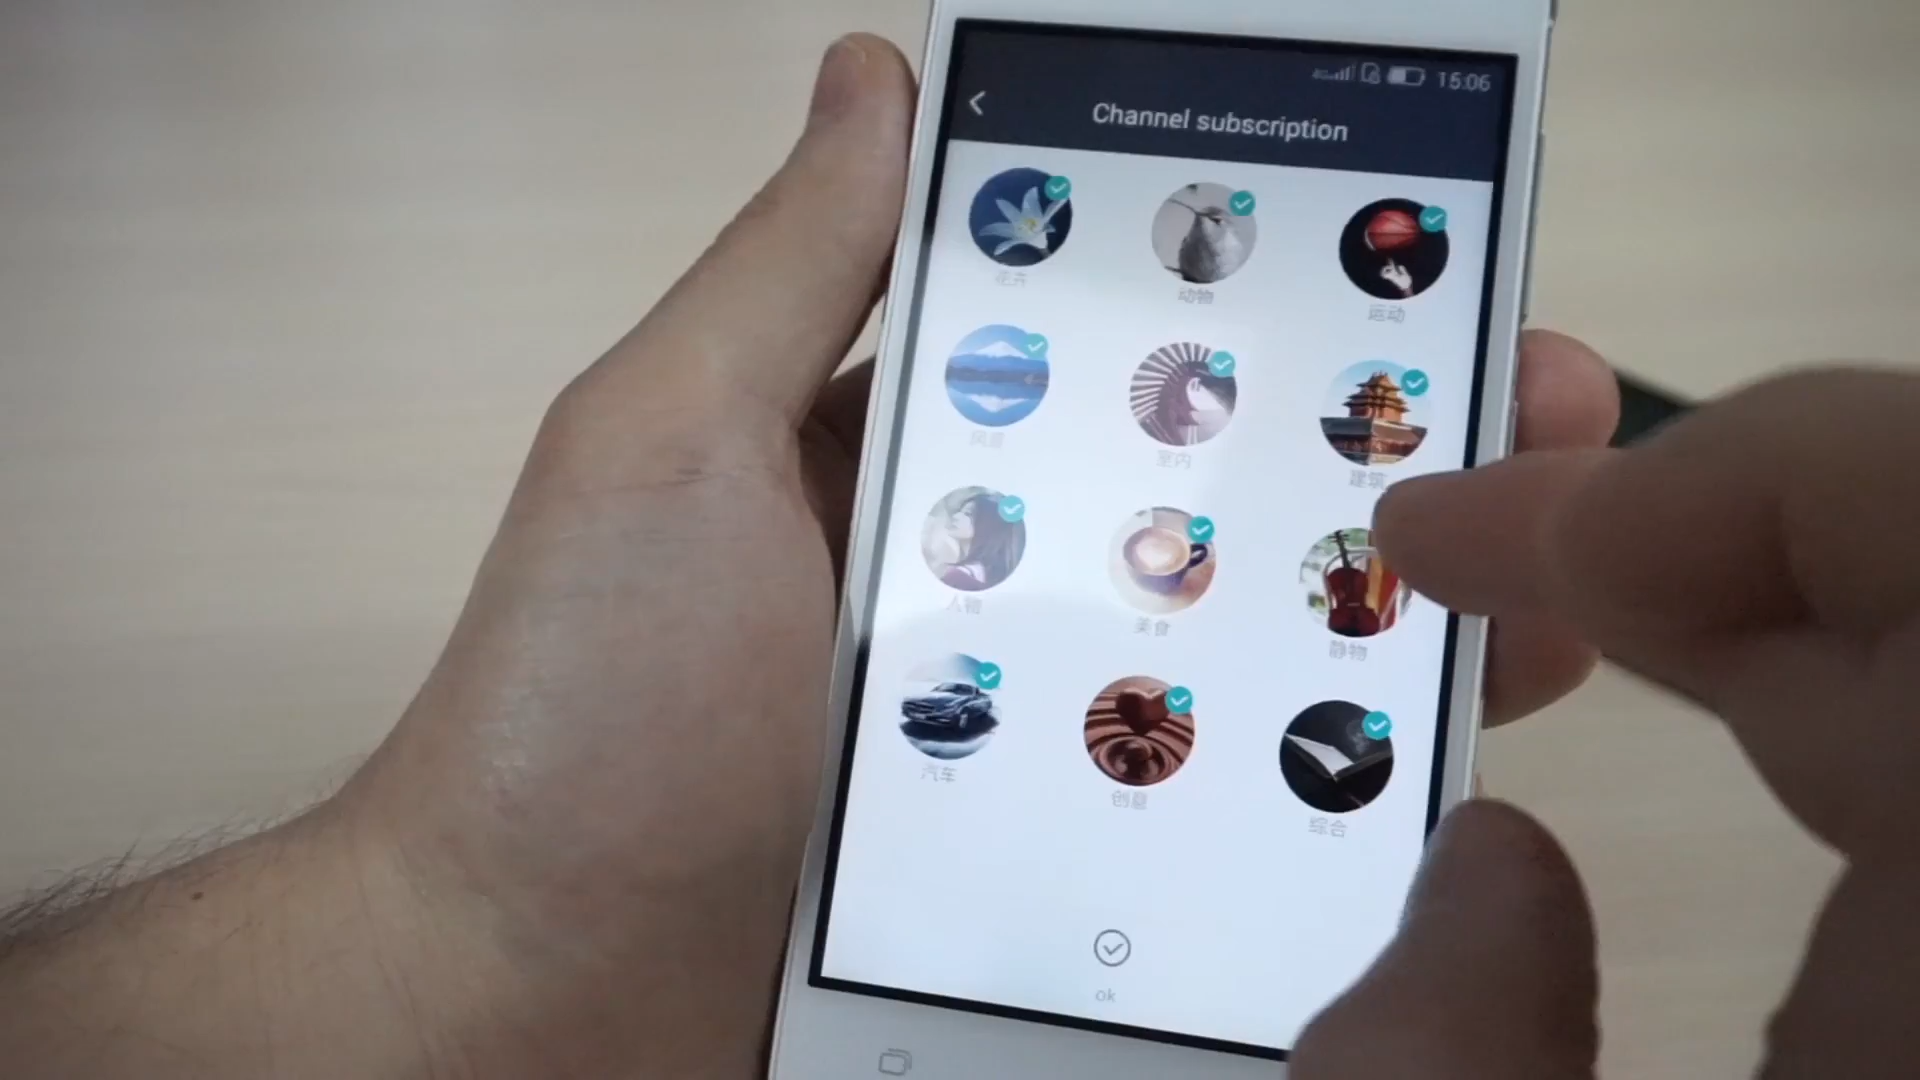 15:06
Channel subscription
花卉
动物
运动
风景
室内
建筑
人物
美食
静物
汽车
创意
综合
ok